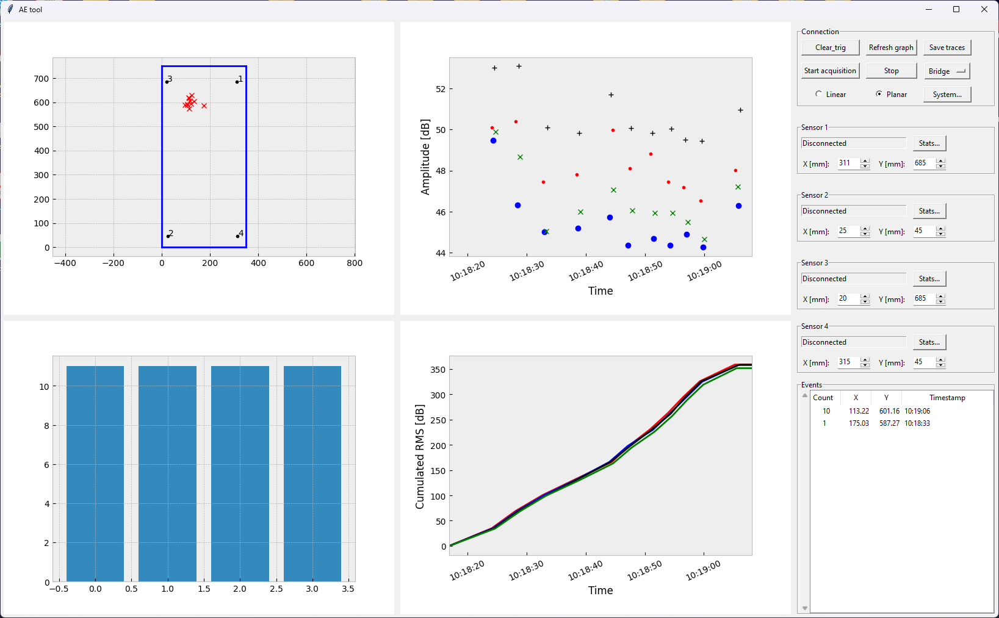 AE tool
700
600
500
400
300
200
100
0
3
1
2
4
−400
−200
0
200
400
600
800
Amplitude [dB]
52
50
48
46
44
10:18:20
10:18:30
10:18:40
10:18:50
10:19:00
Time
10
8
6
4
2
0
−0.5
0.0
0.5
1.0
1.5
2.0
2.5
3.0
3.5
Cumulated RMS [dB]
350
300
250
200
150
100
50
0
10:18:20
10:18:30
10:18:40
10:18:50
10:19:00
Time
Connection
Clear_trig Refresh graph Save traces
Start acquisition Stop Bridge
Linear Planar System...
Sensor 1
Disconnected Stats...
X [mm]: 311 Y [mm]: 685
Sensor 2
Disconnected Stats...
X [mm]: 25 Y [mm]: 45
Sensor 3
Disconnected Stats...
X [mm]: 20 Y [mm]: 685
Sensor 4
Disconnected Stats...
X [mm]: 315 Y [mm]: 45
Events
Count X Y Timestamp
10 113.22 601.16 10:19:06
1 175.03 587.27 10:18:33